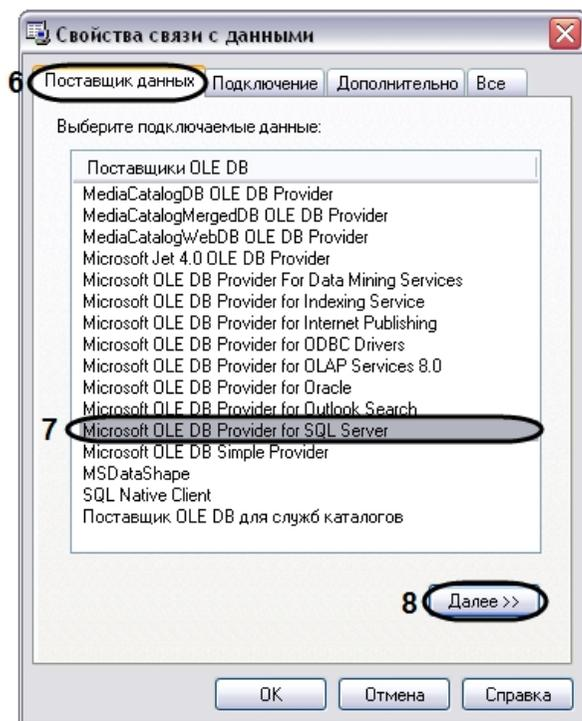 Свойства связи с данными
6 Поставщик данных Подключение Дополнительно Все
Выберите подключаемые данные:
Поставщики OLE DB
MediaCatalogDB OLE DB Provider
MediaCatalogMergedDB OLE DB Provider
MediaCatalogWebDB OLE DB Provider
Microsoft Jet 4.0 OLE DB Provider
Microsoft OLE DB Provider For Data Mining Services
Microsoft OLE DB Provider for Indexing Service
Microsoft OLE DB Provider for Internet Publishing
Microsoft OLE DB Provider for ODBC Drivers
Microsoft OLE DB Provider for OLAP Services 8.0
Microsoft OLE DB Provider for Oracle
Microsoft OLE DB Provider for Outlook Search
7 Microsoft OLE DB Provider for SQL Server
Microsoft OLE DB Simple Provider
MSDataShape
SQL Native Client
Поставщик OLE DB для служб каталогов
8 Далее >>
OK Отмена Справка